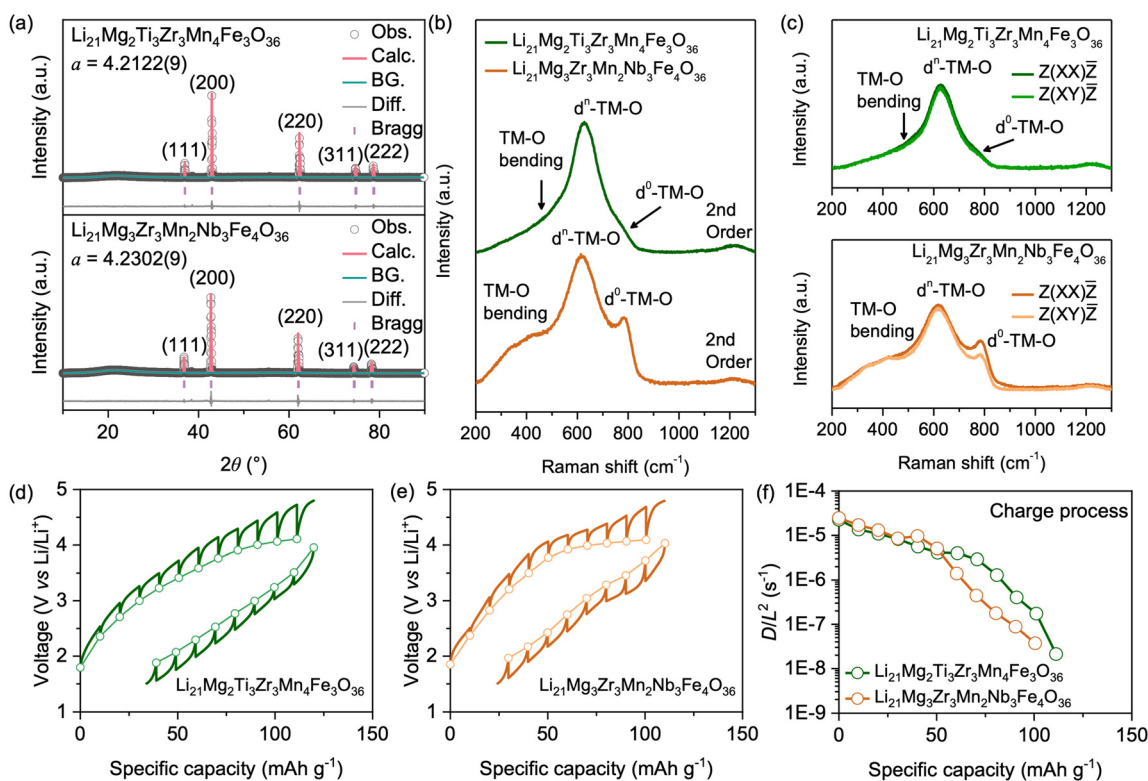 (a)
Li21Mg2Ti3Zr3Mn4Fe3O36
a = 4.2122(9)
Obs.
Calc.
BG.
Diff.
Bragg
(111)
(200)
(220)
(311)
(222)
Intensity (a.u.)
Li21Mg3Zr3Mn2Nb3Fe4O36
a = 4.2302(9)
Obs.
Calc.
BG.
Diff.
Bragg
(111)
(200)
(220)
(311)
(222)
Intensity (a.u.)
20 40 60 80
2θ (°)
(b)
Li21Mg2Ti3Zr3Mn4Fe3O36
Li21Mg3Zr3Mn2Nb3Fe4O36
dⁿ-TM-O
TM-O
bending
d⁰-TM-O
2nd
Order
dⁿ-TM-O
TM-O
bending
d⁰-TM-O
2nd
Order
Intensity (a.u.)
200 400 600 800 1000 1200
Raman shift (cm⁻¹)
(c)
Li21Mg2Ti3Zr3Mn4Fe3O36
dⁿ-TM-O
Z(XX)Z̅
Z(XY)Z̅
TM-O
bending
d⁰-TM-O
Intensity (a.u.)
200 400 600 800 1000 1200
Li21Mg3Zr3Mn2Nb3Fe4O36
dⁿ-TM-O
Z(XX)Z̅
Z(XY)Z̅
TM-O
bending
d⁰-TM-O
Intensity (a.u.)
200 400 600 800 1000 1200
Raman shift (cm⁻¹)
(d)
Voltage (V vs Li/Li⁺)
5
4
3
2
1
Li21Mg2Ti3Zr3Mn4Fe3O36
0 50 100 150
Specific capacity (mAh g⁻¹)
(e)
Voltage (V vs Li/Li⁺)
5
4
3
2
1
Li21Mg3Zr3Mn2Nb3Fe4O36
0 50 100 150
Specific capacity (mAh g⁻¹)
(f)
Charge process
D/L² (s⁻¹)
1E-4
1E-5
1E-6
1E-7
1E-8
1E-9
Li21Mg2Ti3Zr3Mn4Fe3O36
Li21Mg3Zr3Mn2Nb3Fe4O36
0 50 100 150
Specific capacity (mAh g⁻¹)